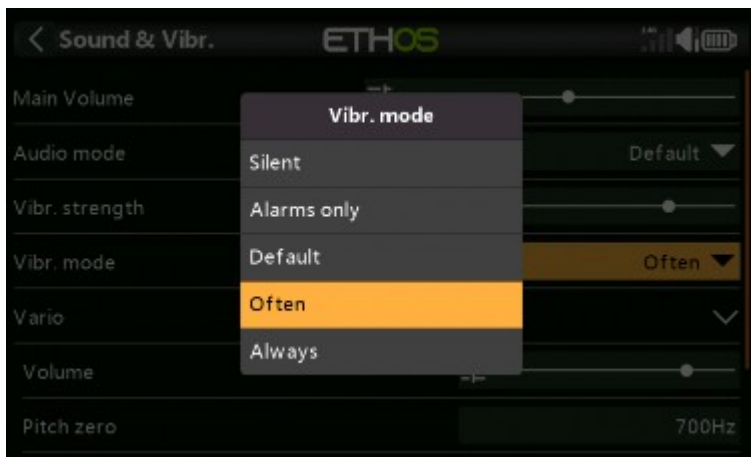 Sound & Vibr. ETHOS
Main Volume
Vibr. mode
Audio mode
Default
Silent
Vibr. strength
Alarms only
Vibr. mode
Default
Often
Often
Vario
Always
Volume
Pitch zero
700Hz